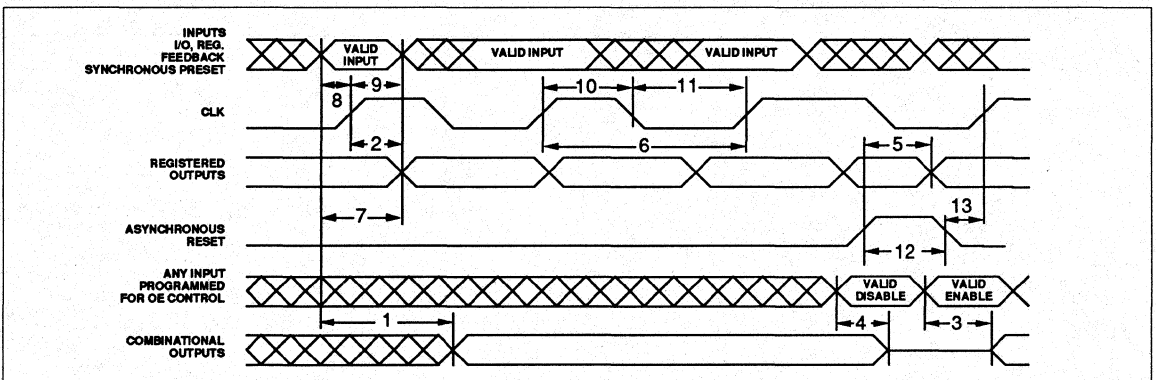 INPUTS
I/O, REG.
FEEDBACK
SYNCHRONOUS PRESET
VALID
INPUT
VALID INPUT
VALID INPUT
8
9
10
11
CLK
2
6
5
REGISTERED
OUTPUTS
7
13
ASYNCHRONOUS
RESET
12
ANY INPUT
PROGRAMMED
FOR OE CONTROL
VALID
DISABLE
VALID
ENABLE
1
4
3
COMBINATIONAL
OUTPUTS